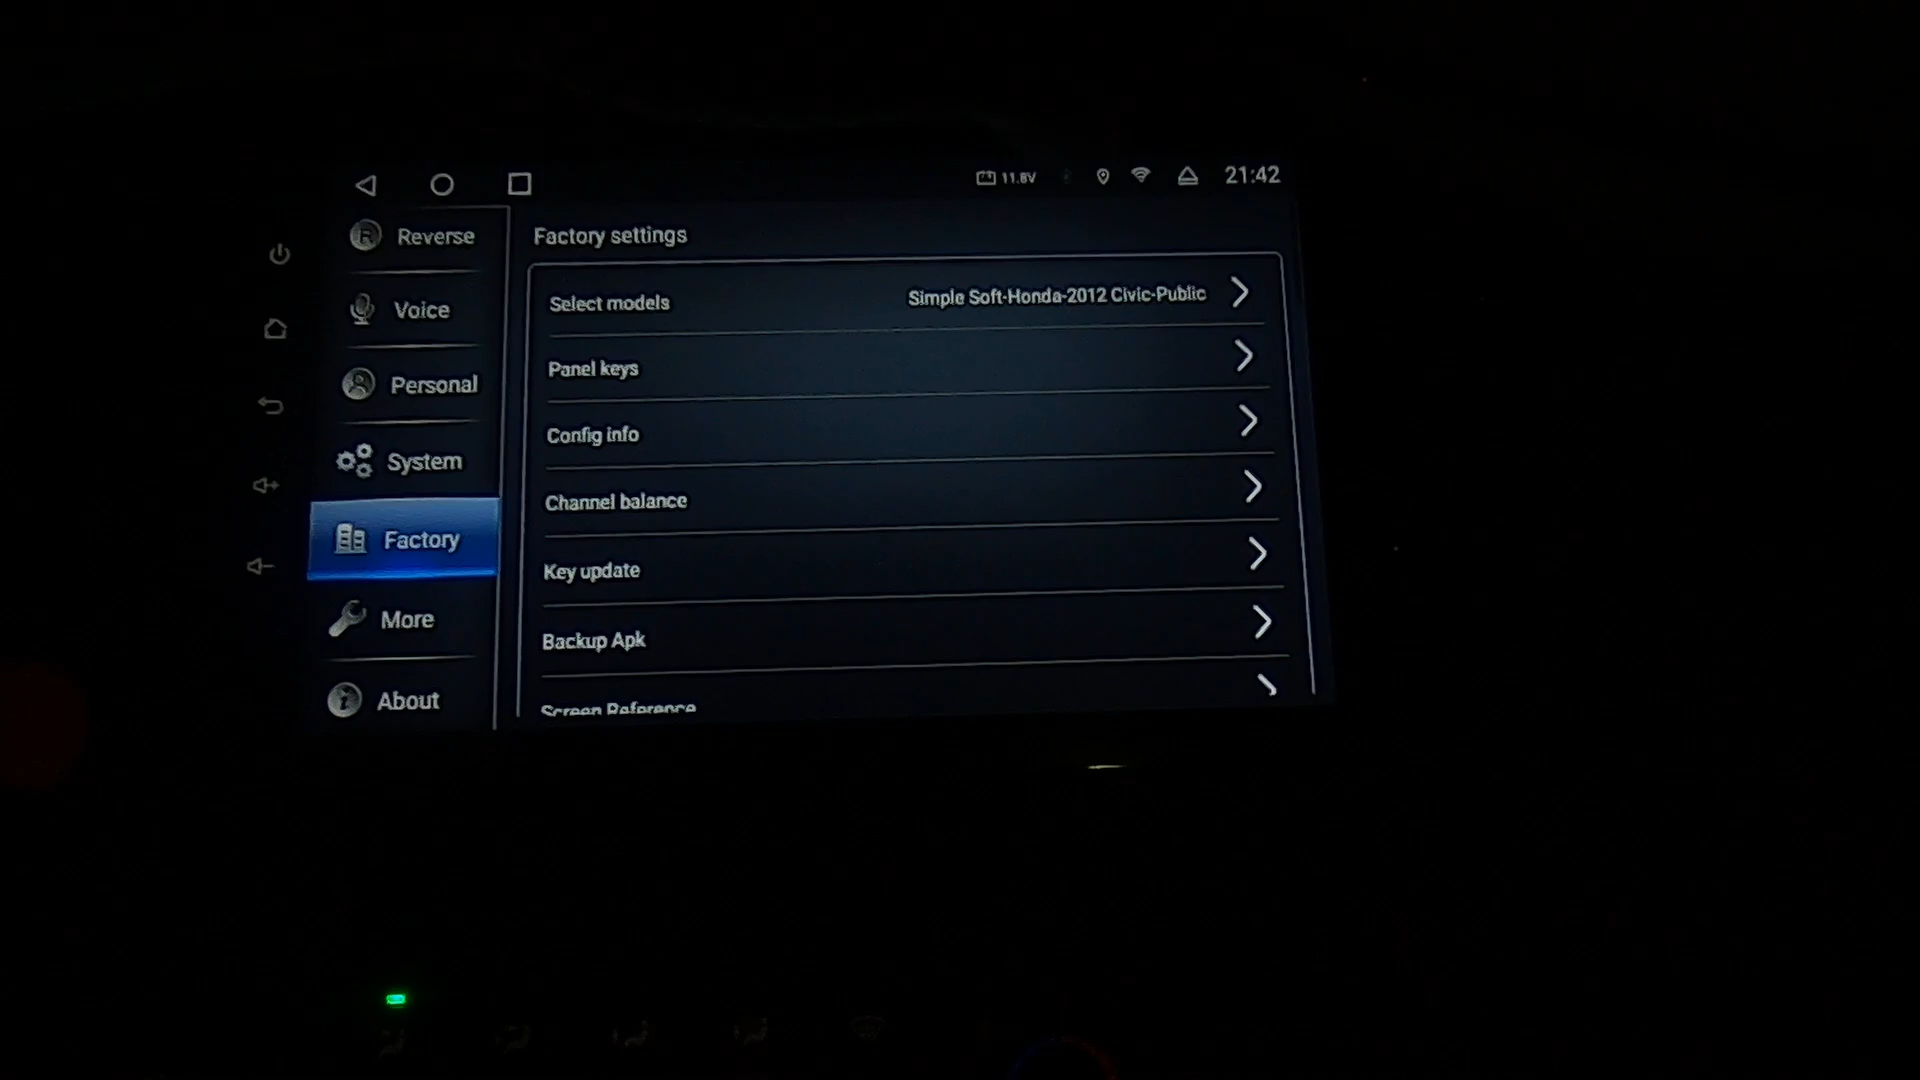 11.8V 21:42
Reverse
Voice
Personal
System
Factory
More
About
Factory settings
Select models Simple Soft-Honda-2012 Civic-Public
Panel keys
Config info
Channel balance
Key update
Backup Apk
Screen Reference